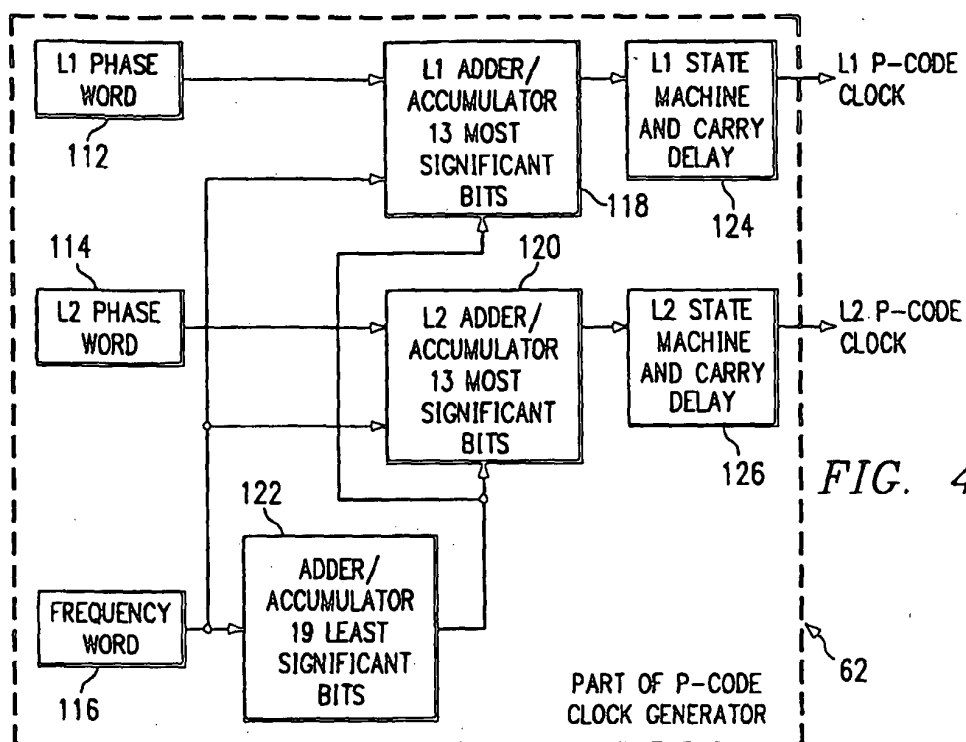 L1 PHASE
WORD
112
L1 ADDER/
ACCUMULATOR
13 MOST
SIGNIFICANT
BITS
118
L1 STATE
MACHINE
AND CARRY
DELAY
124
L1 P-CODE
CLOCK
114
L2 PHASE
WORD
120
L2 ADDER/
ACCUMULATOR
13 MOST
SIGNIFICANT
BITS
L2 STATE
MACHINE
AND CARRY
DELAY
126
L2 P-CODE
CLOCK
FIG. 4
122
ADDER/
ACCUMULATOR
19 LEAST
SIGNIFICANT
BITS
FREQUENCY
WORD
116
62
PART OF P-CODE
CLOCK GENERATOR